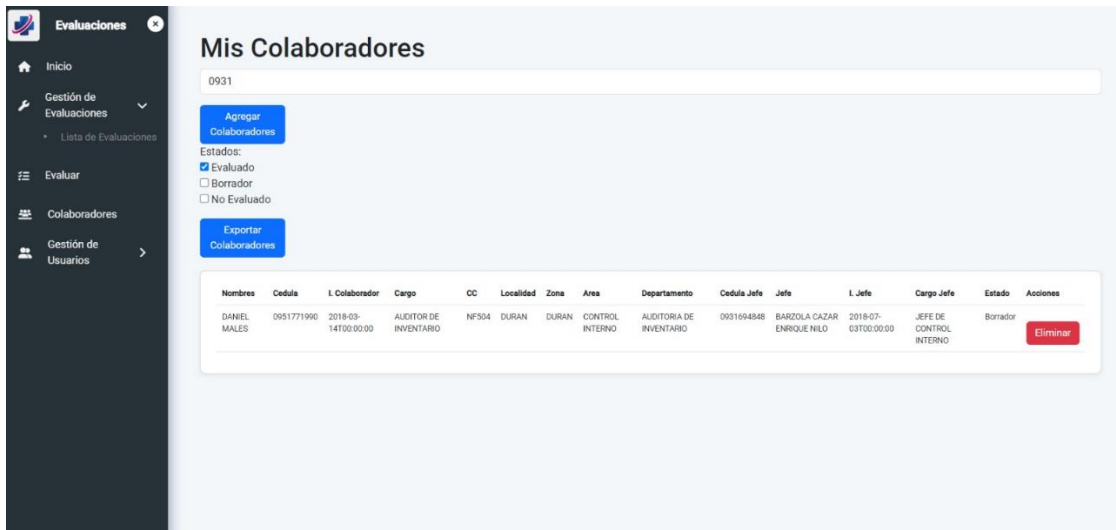 Evaluaciones
Inicio
Gestión de
Evaluaciones
Lista de Evaluaciones
Evaluar
Colaboradores
Gestión de
Usuarios
Mis Colaboradores
0931
Agregar
Colaboradores
Estados:
Evaluado
Borrador
No Evaluado
Exportar
Colaboradores
Nombres Cedula I. Colaborador Cargo CC Localidad Zona Area Departamento Cedula Jefe Jefe I. Jefe Cargo Jefe Estado Acciones
DANIEL 0951771990 2018-03- AUDITOR DE NF504 DURAN DURAN CONTROL AUDITORIA DE 0931694848 BARZOLA CAZAR 2018-07- JEFE DE Borrador
MALES 14T00:00:00 INVENTARIO INTERNO INVENTARIO ENRIQUE NILO 03T00:00:00 CONTROL
INTERNO
Eliminar